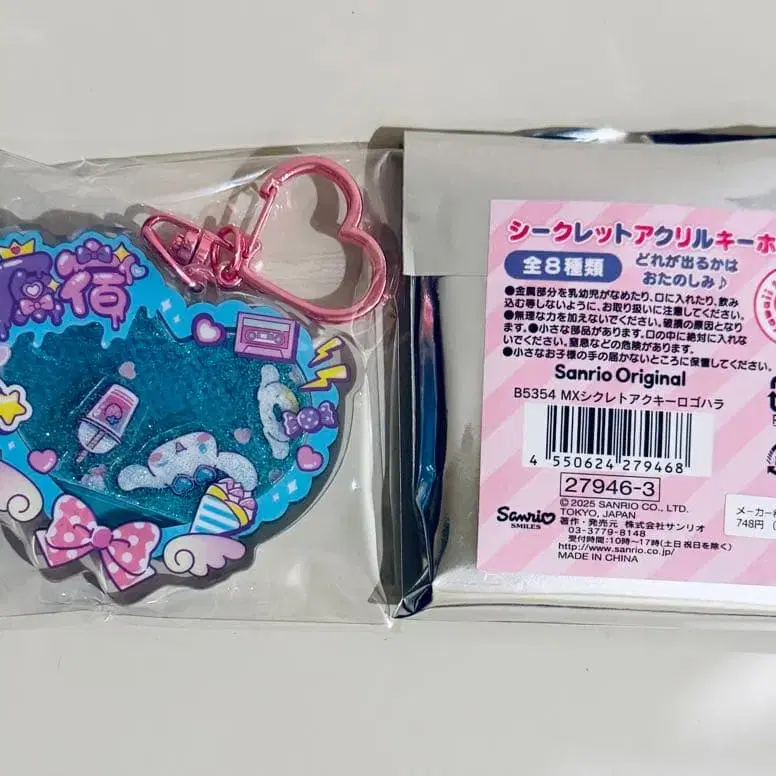 原宿
シークレットアクリルキーホ
全8種類
どれが出るかは
おたのしみ♪
●金属部分を乳幼児がなめたり、口に入れたり、飲み
込む等しないように、お取り扱いに注意してください。
●無理な力を加えないでください。破損の原因となり
ます。●小さな部品があります。口の中に絶対に入れな
いでください。窒息などの危険があります。
●小さなお子様の手の届かないところに保管してください。
Sanrio Original
B5354 MXシクレトアクキーロゴハラ
4 550624 279468
27946-3
Sanrio
SMILES
© 2025 SANRIO CO., LTD.
TOKYO, JAPAN
著作・発売元 株式会社サンリオ
03-3779-8148
受付時間:10時~17時(土日祝日を除く)
http://www.sanrio.co.jp/
MADE IN CHINA
メーカー
748円